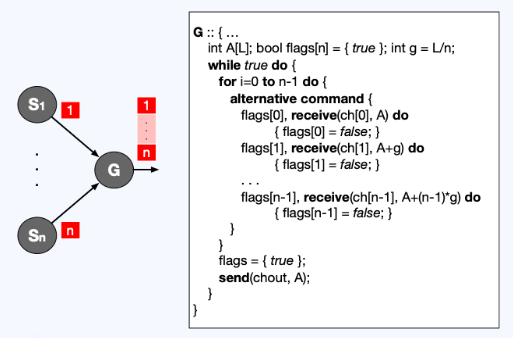 S1
1
1
.
.
.
n
.
.
.
G
Sn
n
G :: { ...
int A[L]; bool flags[n] = { true }; int g = L/n;
while true do {
for i=0 to n-1 do {
alternative command {
flags[0], receive(ch[0], A) do
{ flags[0] = false; }
flags[1], receive(ch[1], A+g) do
{ flags[1] = false; }
. . .
flags[n-1], receive(ch[n-1], A+(n-1)*g) do
{ flags[n-1] = false; }
}
}
flags = { true };
send(chout, A);
}
}